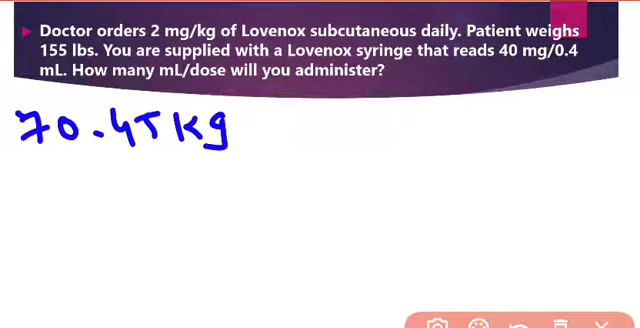 Doctor orders 2 mg/kg of Lovenox subcutaneous daily. Patient weighs
155 lbs. You are supplied with a Lovenox syringe that reads 40 mg/0.4
mL. How many mL/dose will you administer?
70.45 kg